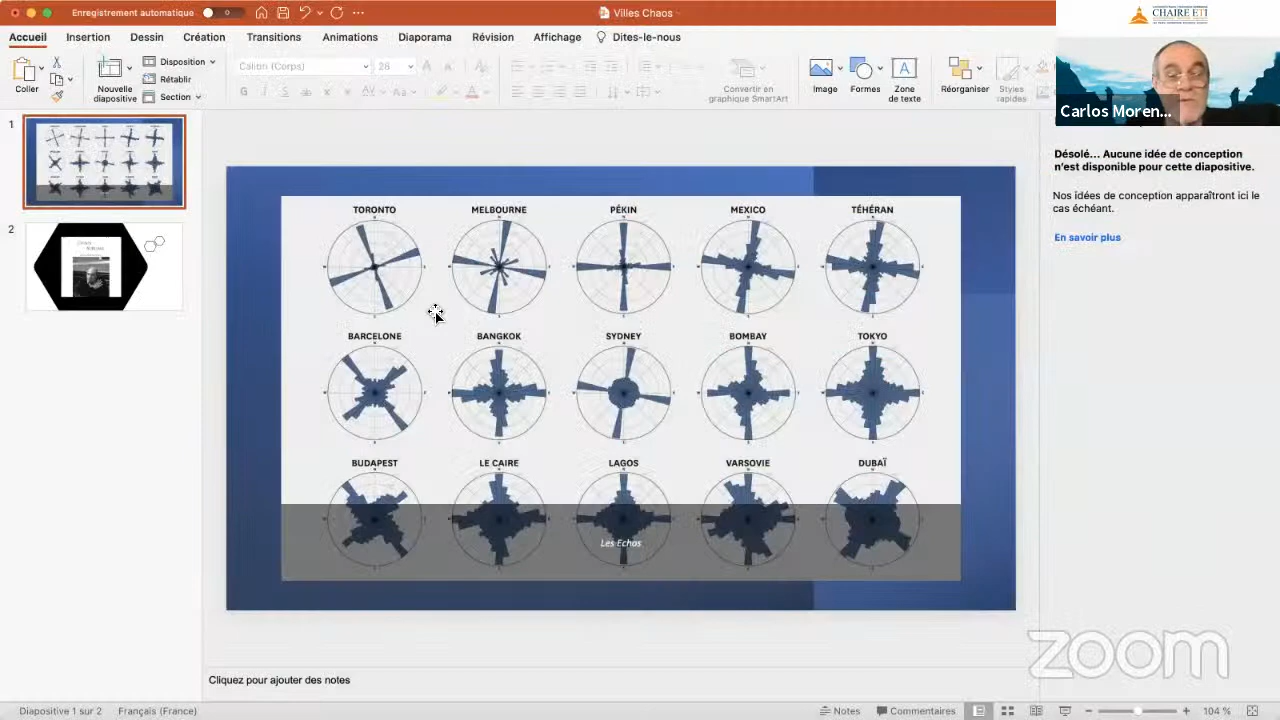 Enregistrement automatique
Villes Chaos
Accueil
Insertion
Dessin
Création
Transitions
Animations
Diaporama
Révision
Affichage
Dites-le-nous
Coller
Nouvelle
diapositive
Disposition
Rétablir
Section
Calibri (Corps)
28
G
I
S
Convertir en
graphique SmartArt
Image
Formes
Zone
de texte
Réorganiser
Styles
rapides
CHAIRE ETI
Carlos Moren...
1
2
TORONTO
MELBOURNE
PÉKIN
MEXICO
TÉHÉRAN
BARCELONE
BANGKOK
SYDNEY
BOMBAY
TOKYO
BUDAPEST
LE CAIRE
LAGOS
VARSOVIE
DUBAÏ
Les Echos
Désolé... Aucune idée de conception
n'est disponible pour cette diapositive.
Nos idées de conception apparaîtront ici le
cas échéant.
En savoir plus
zoom
Cliquez pour ajouter des notes
Diapositive 1 sur 2
Français (France)
Notes
Commentaires
104 %